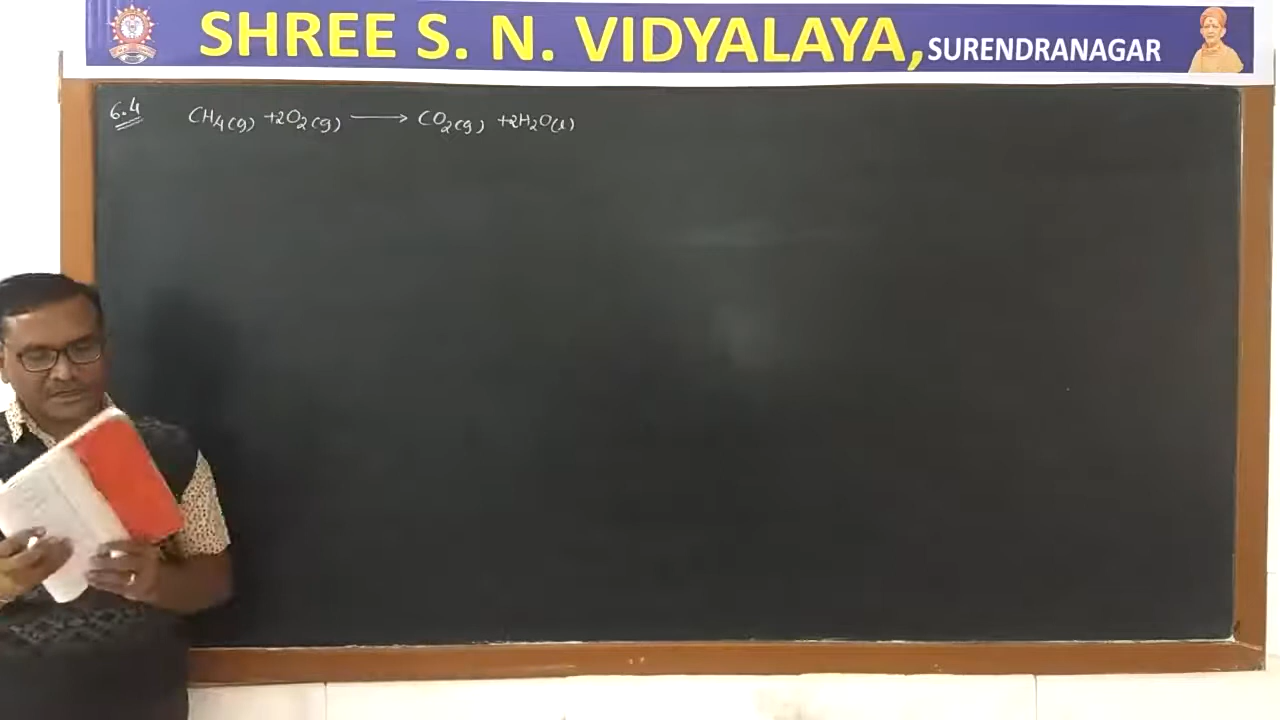 SHREE S. N. VIDYALAYA, SURENDRANAGAR
6.4 CH₄(g) +2O₂(g) ⟶ CO₂(g) +2H₂O(l)